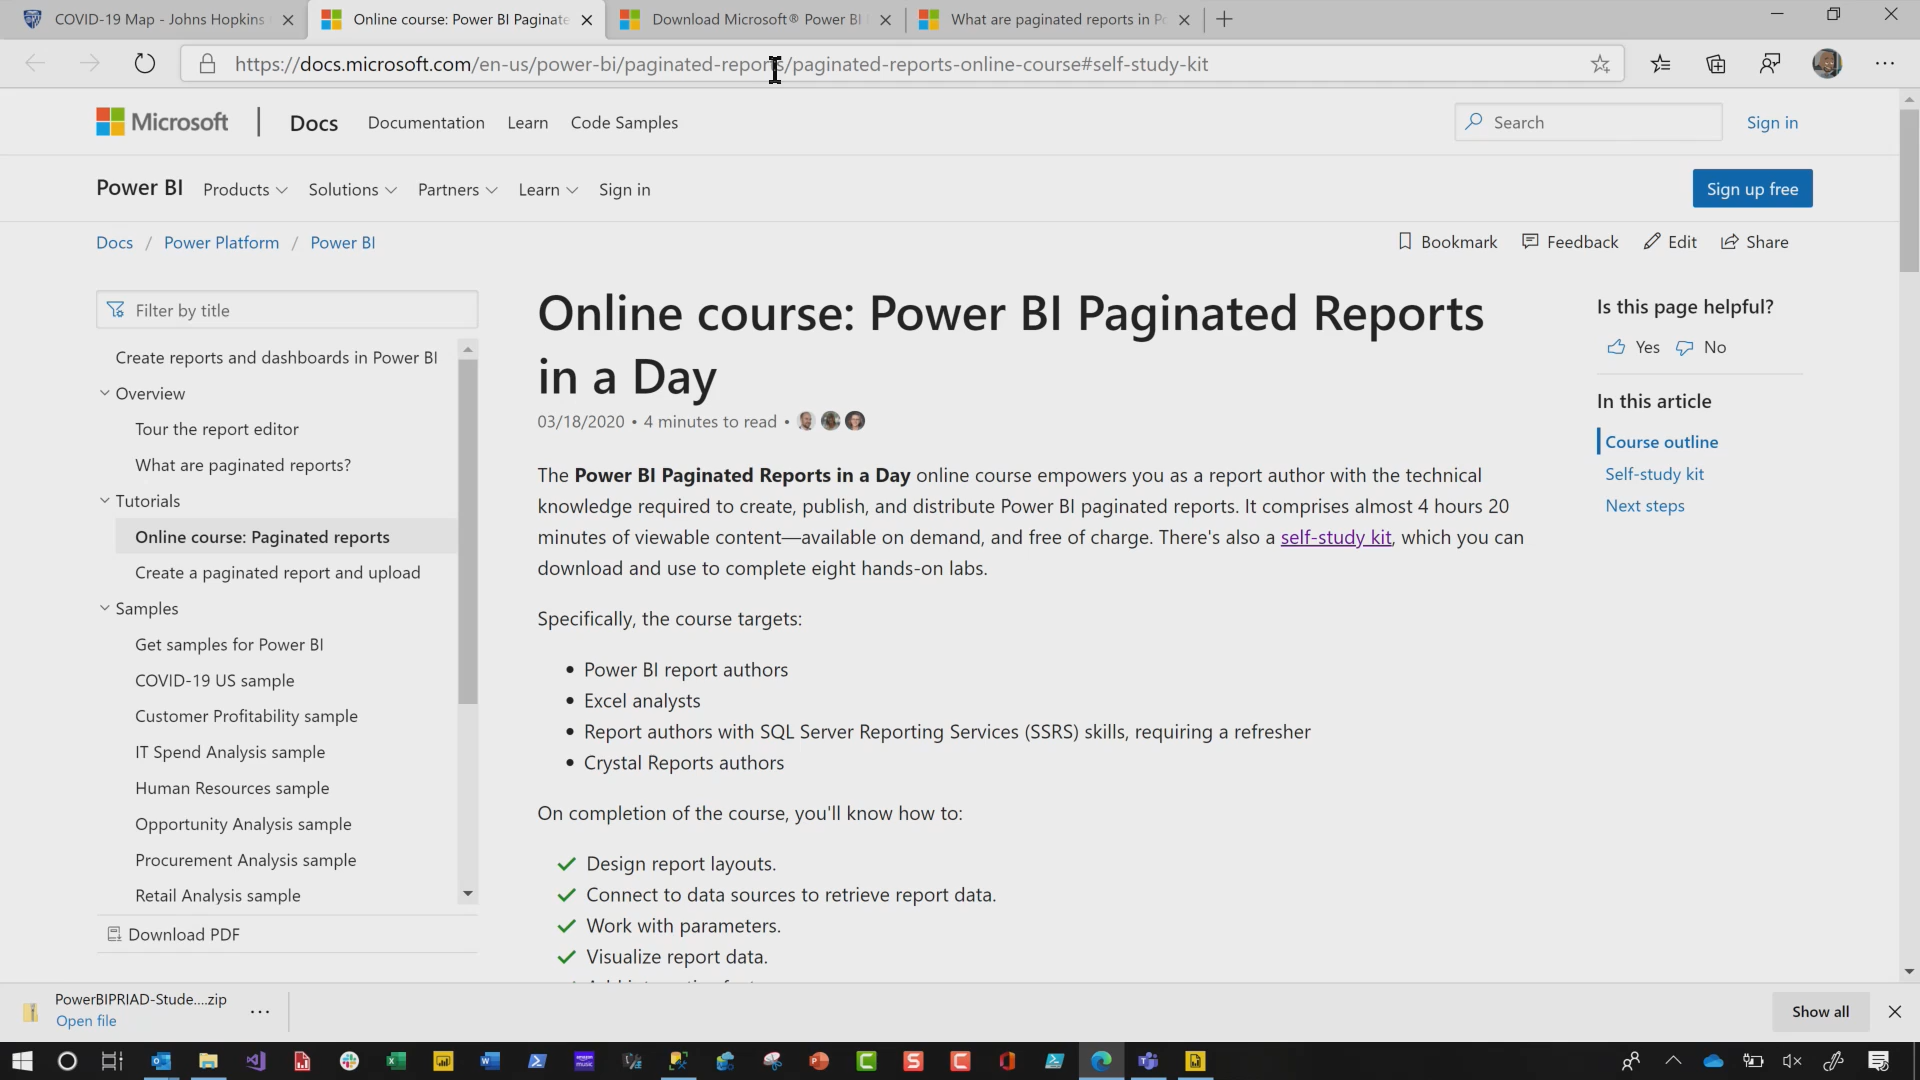 COVID-19 Map - Johns Hopkins
Online course: Power BI Paginate
Download Microsoft® Power BI
What are paginated reports in Po
https://docs.microsoft.com/en-us/power-bi/paginated-reports/paginated-reports-online-course#self-study-kit
Microsoft
Docs
Documentation
Learn
Code Samples
Search
Sign in
Power BI
Products
Solutions
Partners
Learn
Sign in
Sign up free
Docs / Power Platform / Power BI
Bookmark
Feedback
Edit
Share
Filter by title
Create reports and dashboards in Power BI
Overview
Tour the report editor
What are paginated reports?
Tutorials
Online course: Paginated reports
Create a paginated report and upload
Samples
Get samples for Power BI
COVID-19 US sample
Customer Profitability sample
IT Spend Analysis sample
Human Resources sample
Opportunity Analysis sample
Procurement Analysis sample
Retail Analysis sample
Download PDF
Online course: Power BI Paginated Reports
in a Day
03/18/2020 • 4 minutes to read •
The Power BI Paginated Reports in a Day online course empowers you as a report author with the technical
knowledge required to create, publish, and distribute Power BI paginated reports. It comprises almost 4 hours 20
minutes of viewable content—available on demand, and free of charge. There's also a self-study kit, which you can
download and use to complete eight hands-on labs.
Specifically, the course targets:
• Power BI report authors
• Excel analysts
• Report authors with SQL Server Reporting Services (SSRS) skills, requiring a refresher
• Crystal Reports authors
On completion of the course, you'll know how to:
Design report layouts.
Connect to data sources to retrieve report data.
Work with parameters.
Visualize report data.
Is this page helpful?
Yes
No
In this article
Course outline
Self-study kit
Next steps
PowerBIPRIAD-Stude....zip
Open file
Show all